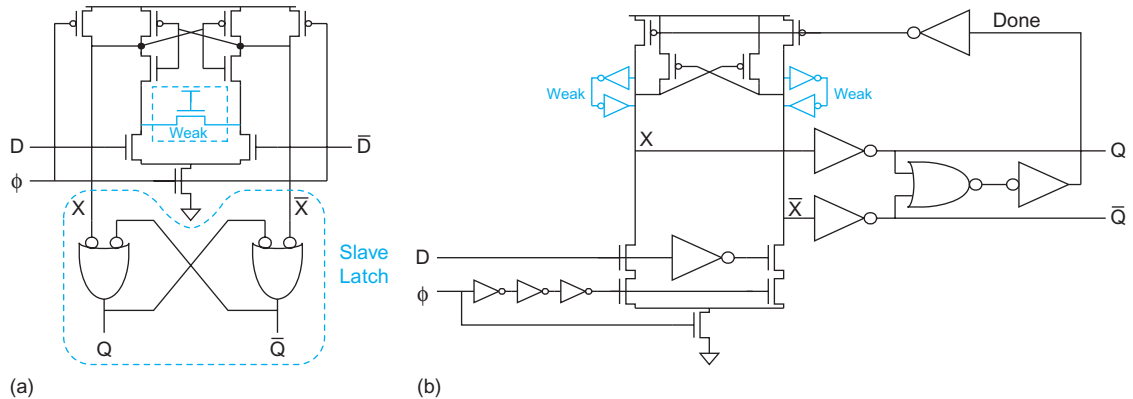 Weak
D
D̅
ϕ
X
X̅
Slave
Latch
Q
Q̅
(a)
Done
Weak
Weak
X
Q
X̅
Q̅
D
ϕ
(b)